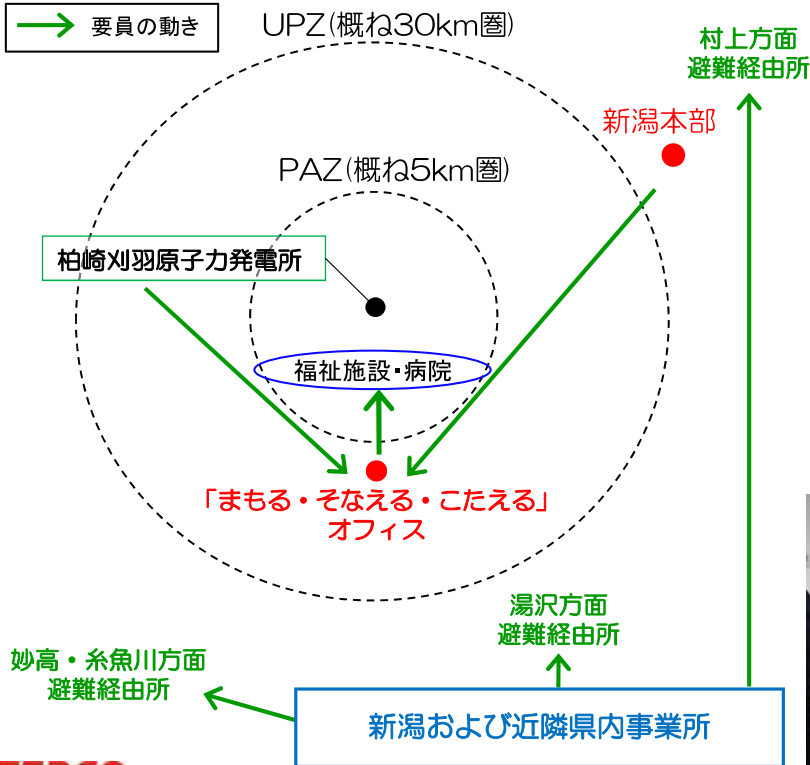 要員の動き
UPZ(概ね30km圏)
村上方面
避難経由所
新潟本部
PAZ(概ね5km圏)
柏崎刈羽原子力発電所
福祉施設・病院
「まもる・そなえる・こたえる」
オフィス
湯沢方面
避難経由所
妙高・糸魚川方面
避難経由所
新潟および近隣県内事業所